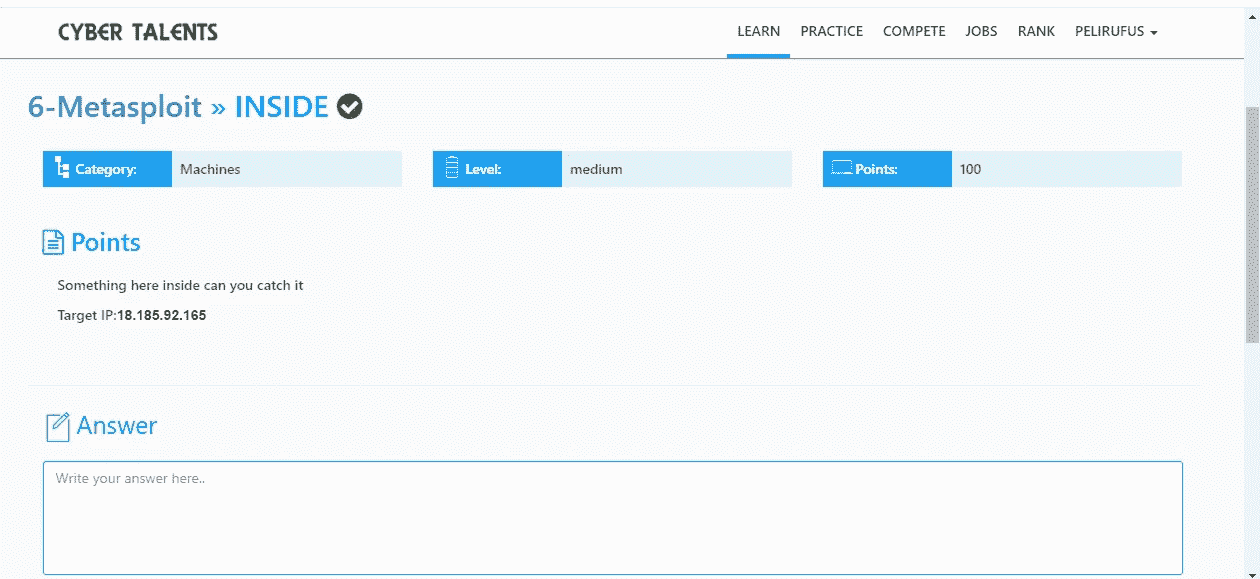 CYBER TALENTS
LEARN PRACTICE COMPETE JOBS RANK PELIRUFUS
6-Metasploit » INSIDE
Category: Machines Level: medium Points: 100
Points
Something here inside can you catch it
Target IP:18.185.92.165
Answer
Write your answer here..